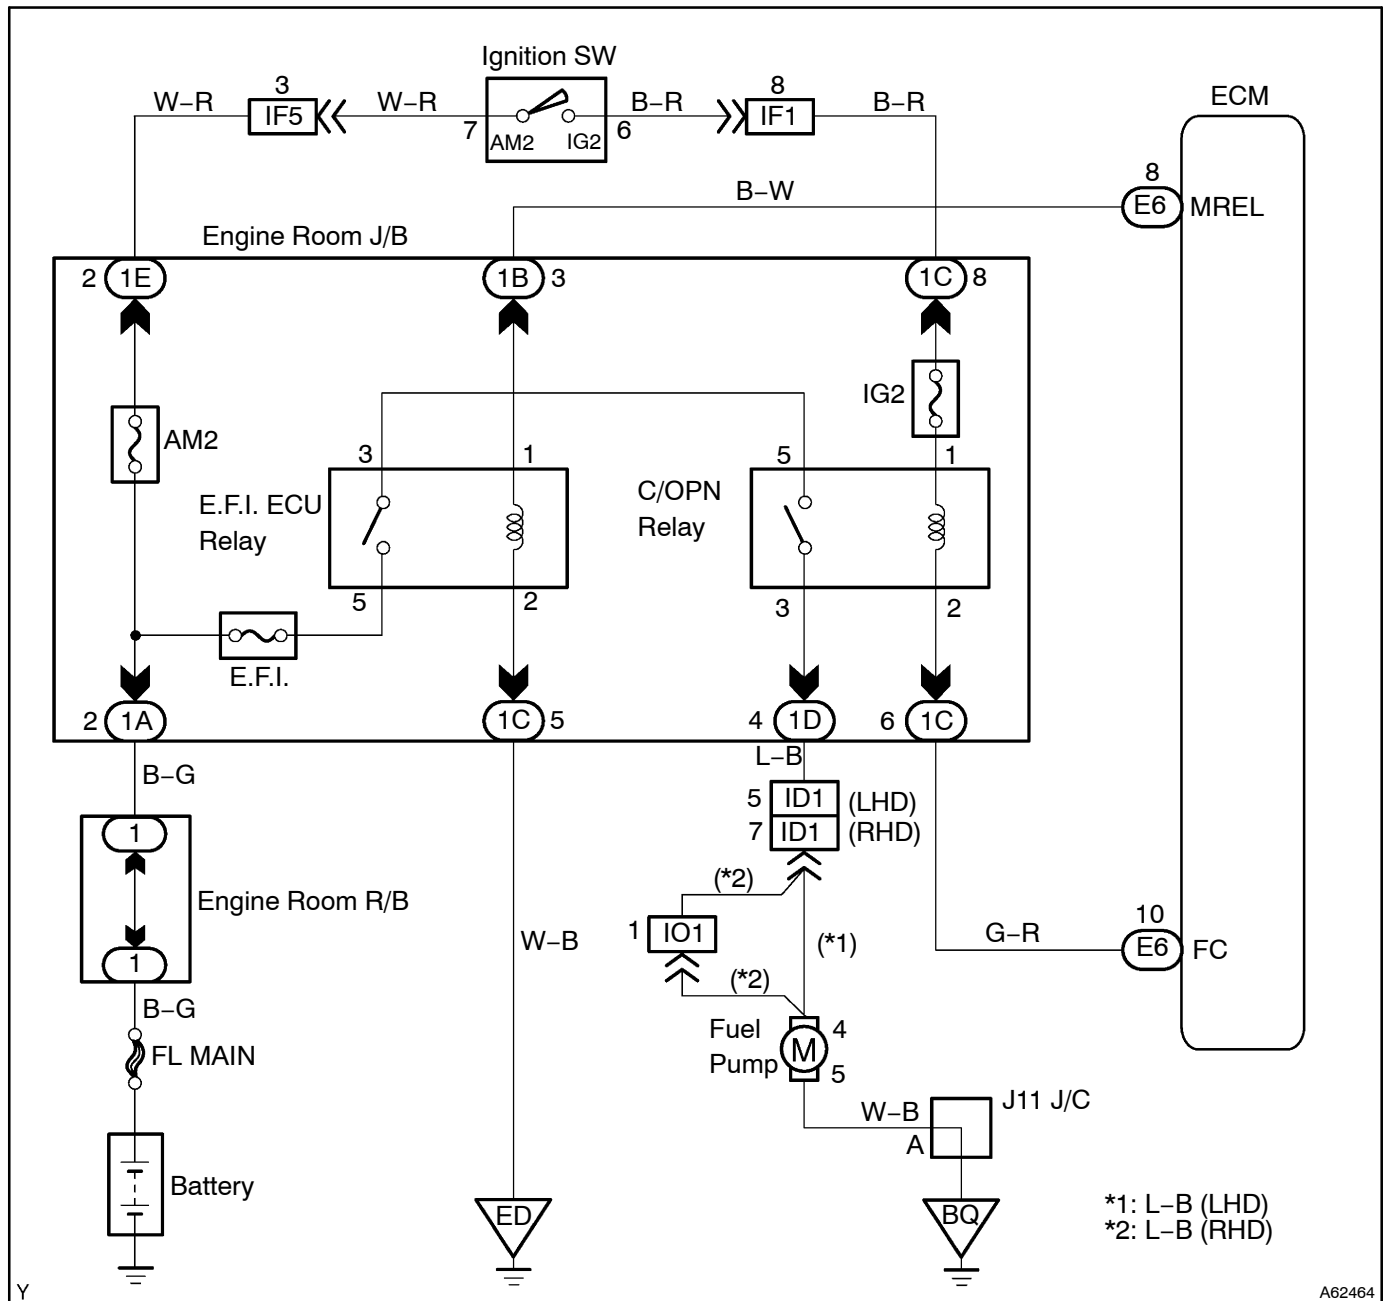 Ignition SW
3
W–R
IF5
W–R
7
AM2
IG2
6
B–R
8
IF1
B–R
ECM
B–W
8
E6
MREL
Engine Room J/B
2
1E
1B
3
1C
8
AM2
IG2
3
1
5
1
E.F.I. ECU
Relay
C/OPN
Relay
5
2
3
2
E.F.I.
2
1A
1C
5
4
1D
6
1C
B–G
L–B
5
ID1
(LHD)
7
ID1
(RHD)
1
Engine Room R/B
1
(*2)
1
IO1
(*1)
(*2)
W–B
G–R
10
E6
FC
B–G
FL MAIN
Fuel
Pump
M
4
5
W–B
A
J11 J/C
Battery
ED
BQ
*1: L–B (LHD)
*2: L–B (RHD)
Y
A62464